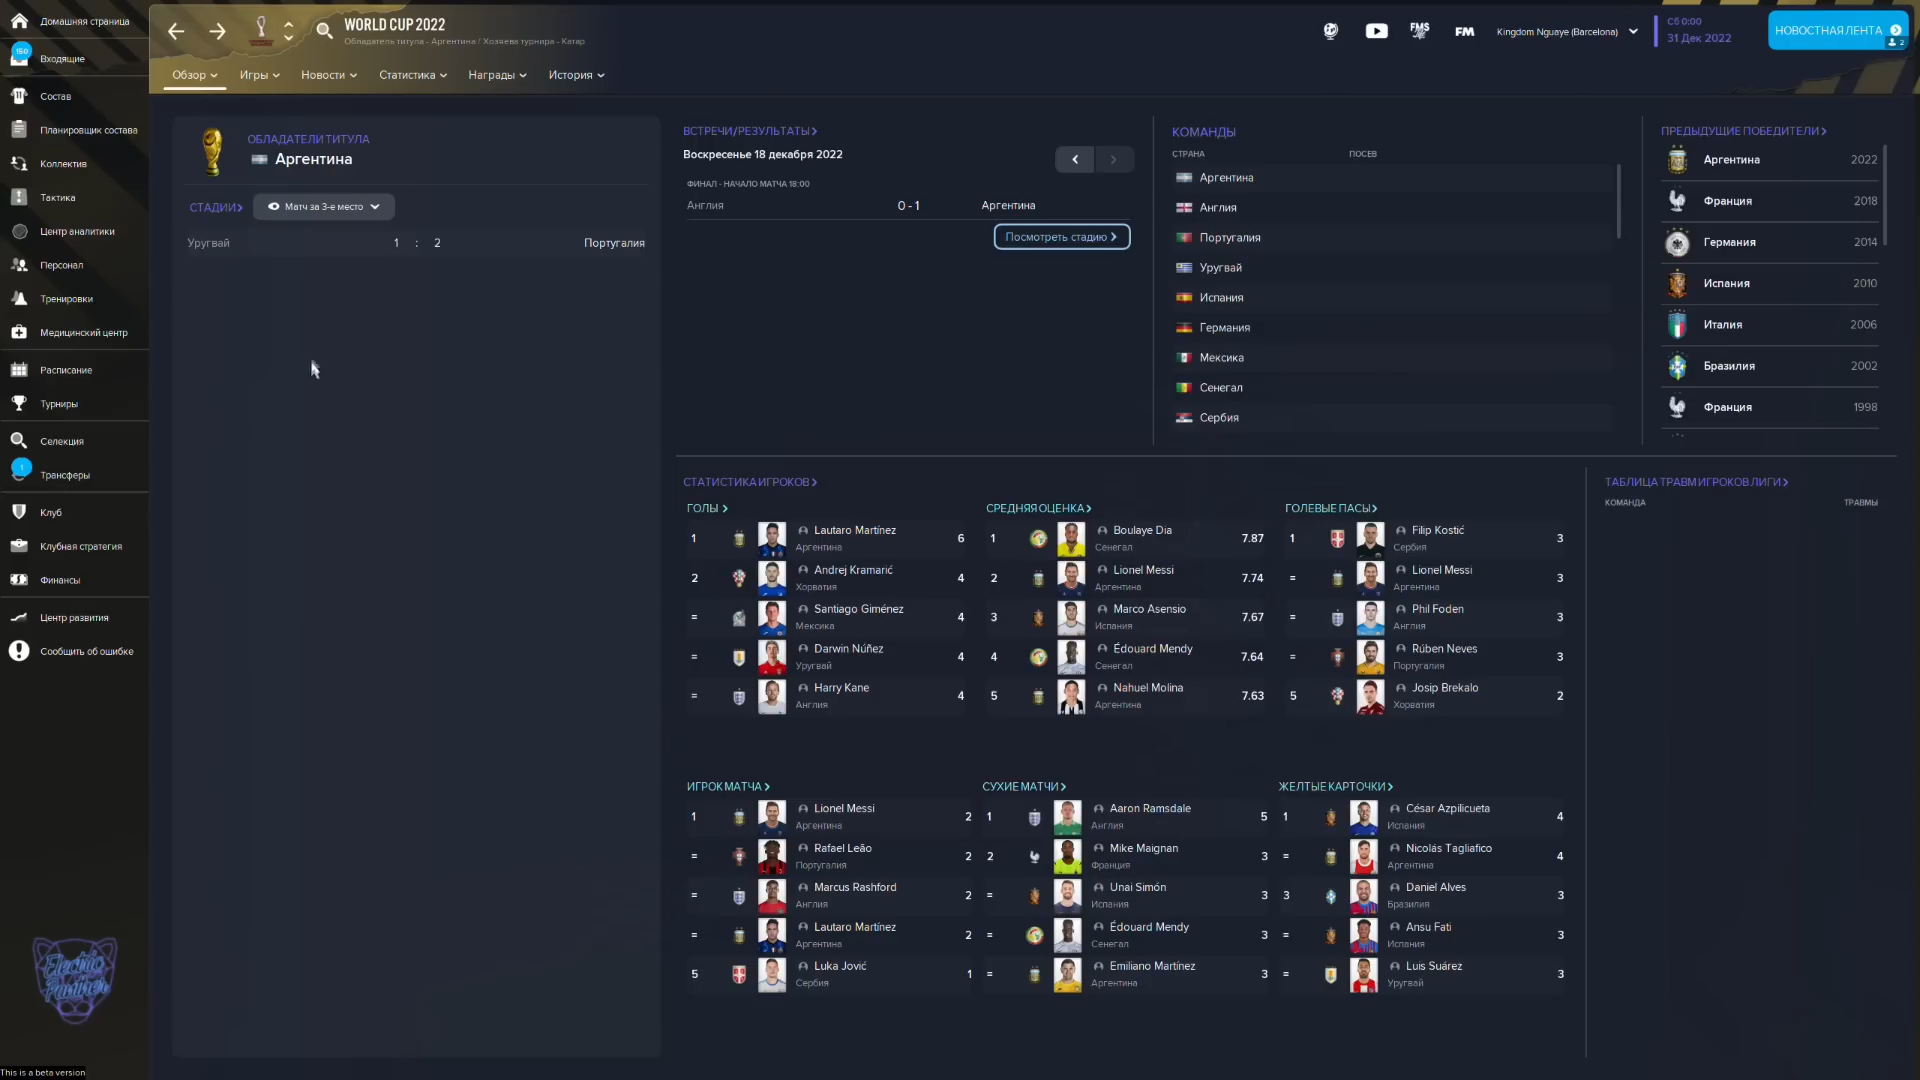 Домашняя страница
150
Входящие
Состав
Планировщик состава
Коллектив
Тактика
Центр аналитики
Персонал
Тренировки
Медицинский центр
Расписание
Турниры
Селекция
1
Трансферы
Клуб
Клубная стратегия
Финансы
Центр развития
Сообщить об ошибке
Electric Panther
This is a beta version
WORLD CUP 2022
Обладатель титула - Аргентина / Хозяева турнира - Катар
FMS
FM
Kingdom Nguaye (Barcelona)
Сб 0:00
31 Дек 2022
НОВОСТНАЯ ЛЕНТА
2
Обзор
Игры
Новости
Статистика
Награды
История
ОБЛАДАТЕЛИ ТИТУЛА
Аргентина
СТАДИИ
Матч за 3-е место
Уругвай 1 : 2 Португалия
ВСТРЕЧИ/РЕЗУЛЬТАТЫ
Воскресенье 18 декабря 2022
ФИНАЛ - НАЧАЛО МАТЧА 18:00
Англия 0 - 1 Аргентина
Посмотреть стадию
КОМАНДЫ
СТРАНА ПОСЕВ
Аргентина
Англия
Португалия
Уругвай
Испания
Германия
Мексика
Сенегал
Сербия
ПРЕДЫДУЩИЕ ПОБЕДИТЕЛИ
Аргентина 2022
Франция 2018
Германия 2014
Испания 2010
Италия 2006
Бразилия 2002
Франция 1998
СТАТИСТИКА ИГРОКОВ
ГОЛЫ
1 Lautaro Martínez 6
Аргентина
2 Andrej Kramarić 4
Хорватия
= Santiago Giménez 4
Мексика
= Darwin Núñez 4
Уругвай
= Harry Kane 4
Англия
СРЕДНЯЯ ОЦЕНКА
1 Boulaye Dia 7.87
Сенегал
2 Lionel Messi 7.74
Аргентина
3 Marco Asensio 7.67
Испания
4 Édouard Mendy 7.64
Сенегал
5 Nahuel Molina 7.63
Аргентина
ГОЛЕВЫЕ ПАСЫ
1 Filip Kostić 3
Сербия
= Lionel Messi 3
Аргентина
= Phil Foden 3
Англия
= Rúben Neves 3
Португалия
5 Josip Brekalo 2
Хорватия
ИГРОК МАТЧА
1 Lionel Messi 2
Аргентина
= Rafael Leão 2
Португалия
= Marcus Rashford 2
Англия
= Lautaro Martínez 2
Аргентина
5 Luka Jović 1
Сербия
СУХИЕ МАТЧИ
1 Aaron Ramsdale 5
Англия
2 Mike Maignan 3
Франция
= Unai Simón 3
Испания
= Édouard Mendy 3
Сенегал
= Emiliano Martínez 3
Аргентина
ЖЕЛТЫЕ КАРТОЧКИ
1 César Azpilicueta 4
Испания
= Nicolás Tagliafico 4
Аргентина
3 Daniel Alves 3
Бразилия
= Ansu Fati 3
Испания
= Luis Suárez 3
Уругвай
ТАБЛИЦА ТРАВМ ИГРОКОВ ЛИГИ
КОМАНДА ТРАВМЫ